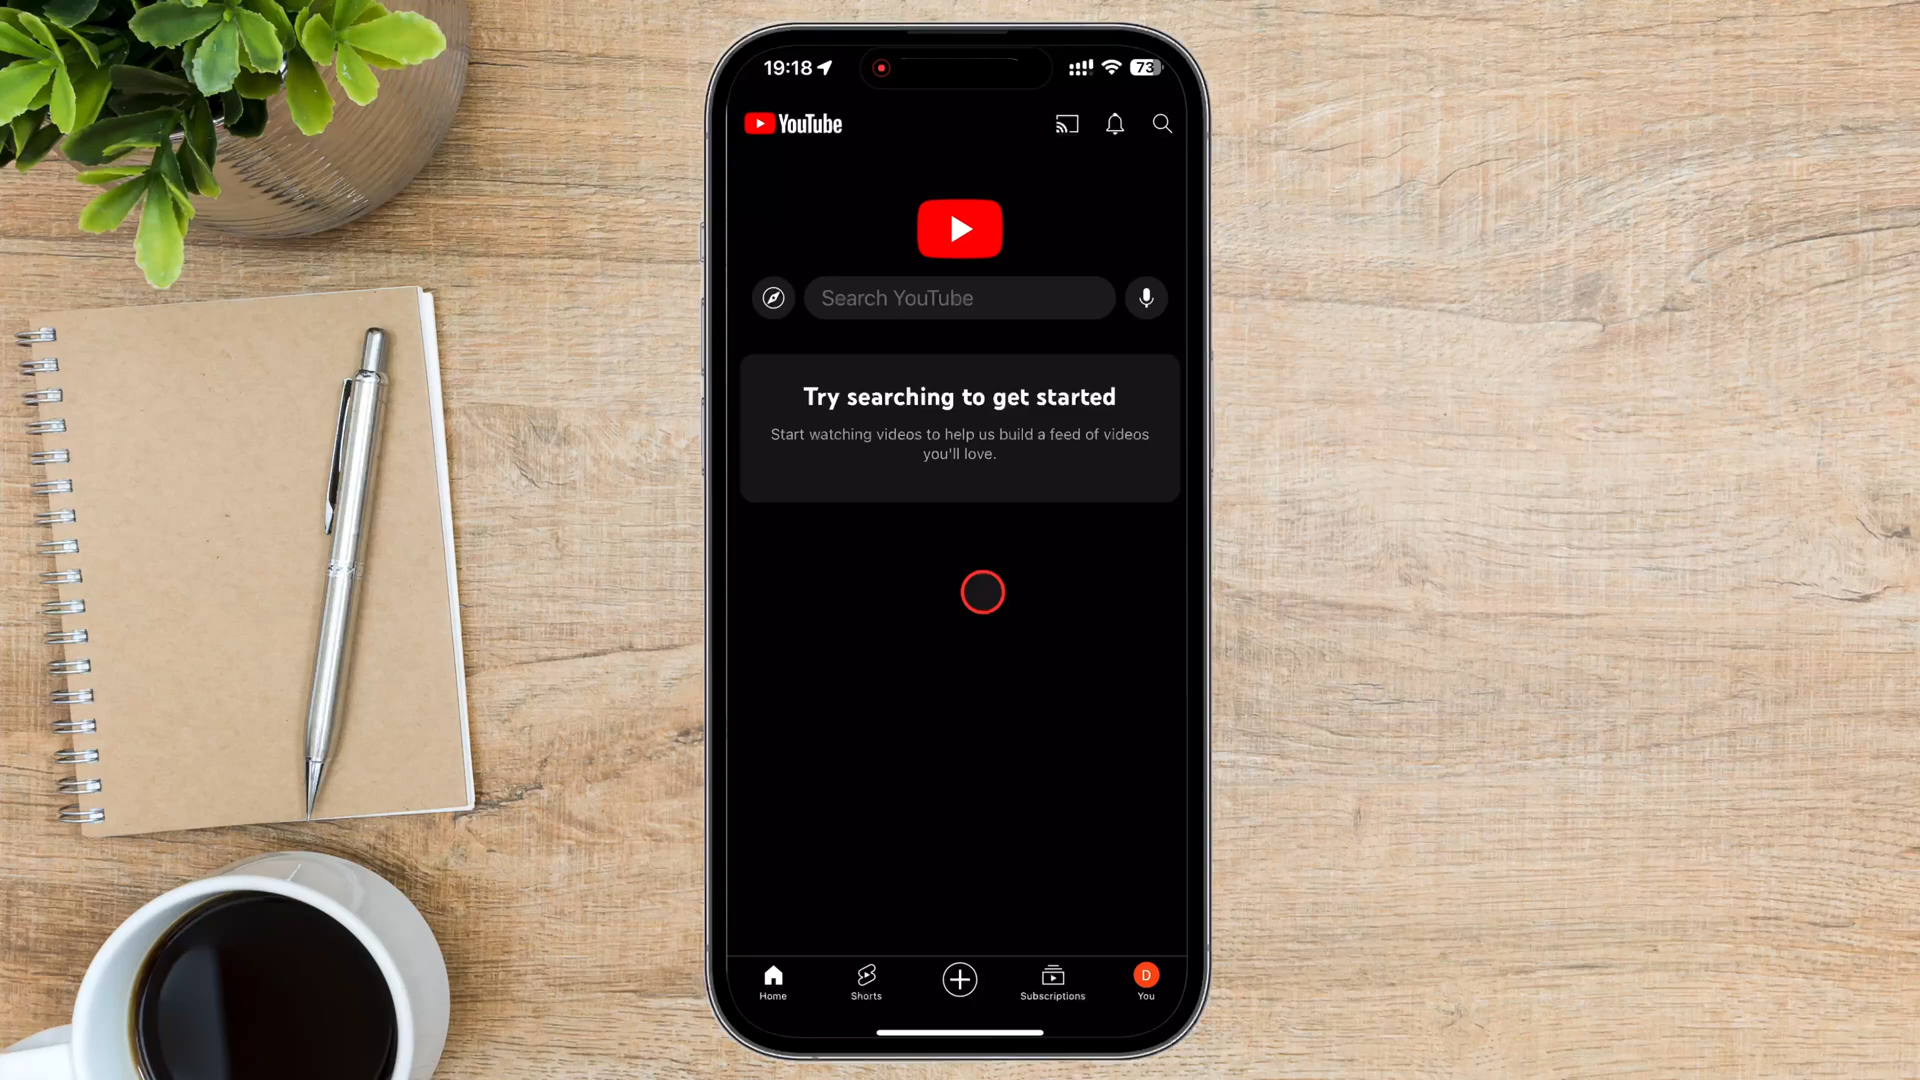 19:18
73
YouTube
Search YouTube
Try searching to get started
Start watching videos to help us build a feed of videos
you'll love.
Home
Shorts
Subscriptions
D
You